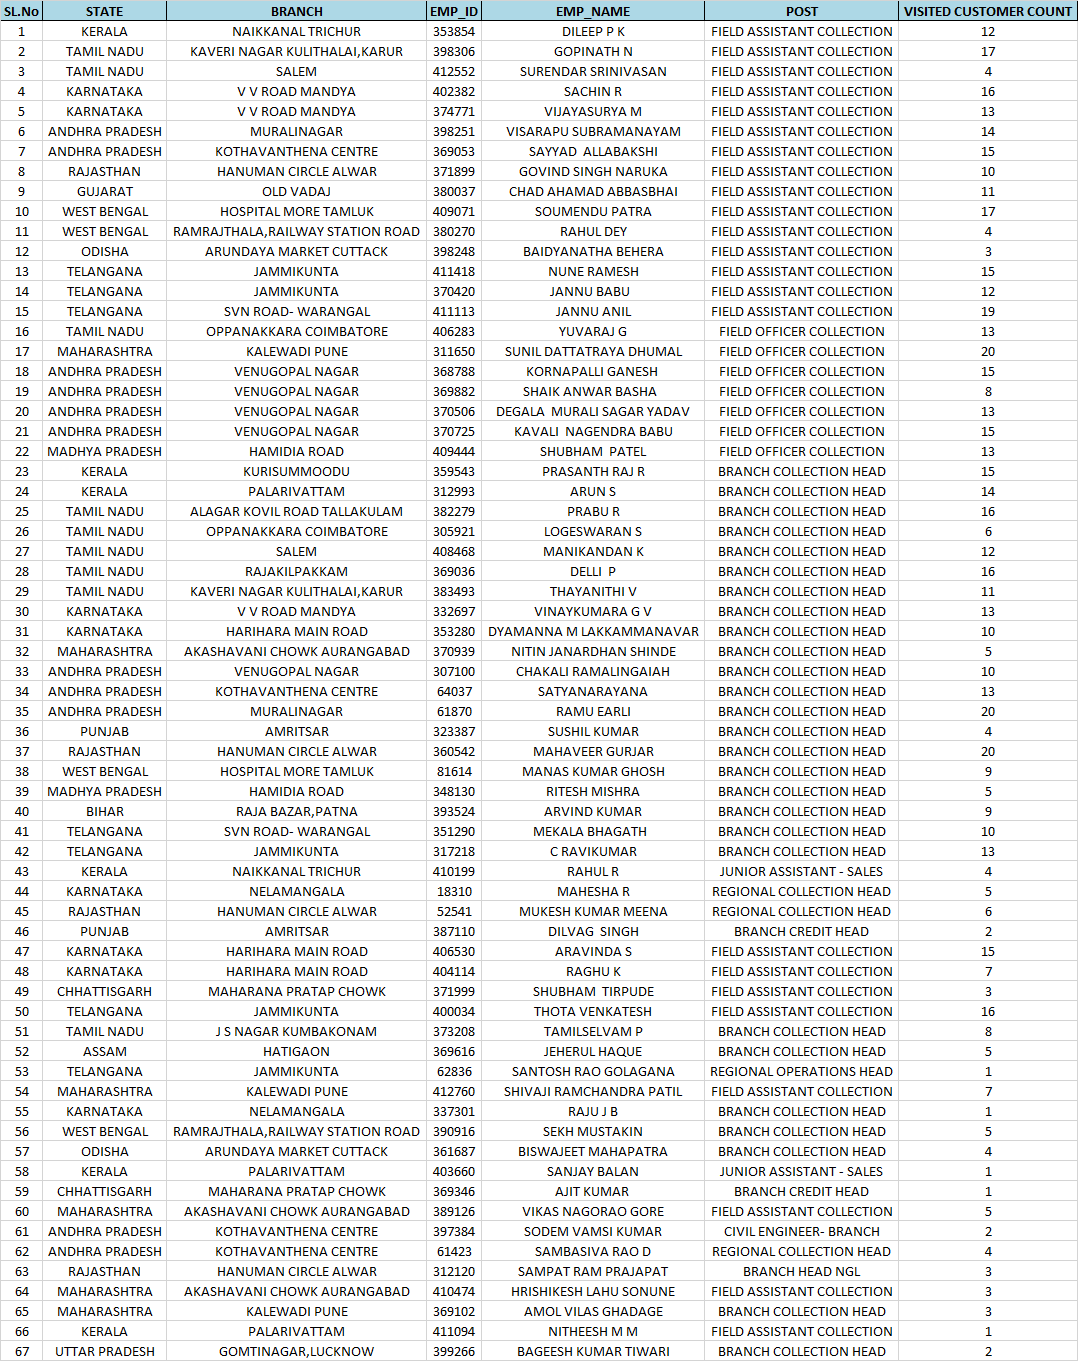 SL.No STATE BRANCH EMP_ID EMP_NAME POST VISITED CUSTOMER COUNT
1 KERALA NAIKKANAL TRICHUR 353854 DILEEP P K FIELD ASSISTANT COLLECTION 12
2 TAMIL NADU KAVERI NAGAR KULITHALAI,KARUR 398306 GOPINATH N FIELD ASSISTANT COLLECTION 17
3 TAMIL NADU SALEM 412552 SURENDAR SRINIVASAN FIELD ASSISTANT COLLECTION 4
4 KARNATAKA V V ROAD MANDYA 402382 SACHIN R FIELD ASSISTANT COLLECTION 16
5 KARNATAKA V V ROAD MANDYA 374771 VIJAYASURYA M FIELD ASSISTANT COLLECTION 13
6 ANDHRA PRADESH MURALINAGAR 398251 VISARAPU SUBRAMANAYAM FIELD ASSISTANT COLLECTION 14
7 ANDHRA PRADESH KOTHAVANTHENA CENTRE 369053 SAYYAD  ALLABAKSHI FIELD ASSISTANT COLLECTION 15
8 RAJASTHAN HANUMAN CIRCLE ALWAR 371899 GOVIND SINGH NARUKA FIELD ASSISTANT COLLECTION 10
9 GUJARAT OLD VADAJ 380037 CHAD AHAMAD ABBASBHAI FIELD ASSISTANT COLLECTION 11
10 WEST BENGAL HOSPITAL MORE TAMLUK 409071 SOUMENDU PATRA FIELD ASSISTANT COLLECTION 17
11 WEST BENGAL RAMRAJTHALA,RAILWAY STATION ROAD 380270 RAHUL DEY FIELD ASSISTANT COLLECTION 4
12 ODISHA ARUNDAYA MARKET CUTTACK 398248 BAIDYANATHA BEHERA FIELD ASSISTANT COLLECTION 3
13 TELANGANA JAMMIKUNTA 411418 NUNE RAMESH FIELD ASSISTANT COLLECTION 15
14 TELANGANA JAMMIKUNTA 370420 JANNU BABU FIELD ASSISTANT COLLECTION 12
15 TELANGANA SVN ROAD- WARANGAL 411113 JANNU ANIL FIELD ASSISTANT COLLECTION 19
16 TAMIL NADU OPPANAKKARA COIMBATORE 406283 YUVARAJ G FIELD OFFICER COLLECTION 13
17 MAHARASHTRA KALEWADI PUNE 311650 SUNIL DATTATRAYA DHUMAL FIELD OFFICER COLLECTION 20
18 ANDHRA PRADESH VENUGOPAL NAGAR 368788 KORNAPALLI GANESH FIELD OFFICER COLLECTION 15
19 ANDHRA PRADESH VENUGOPAL NAGAR 369882 SHAIK ANWAR BASHA FIELD OFFICER COLLECTION 8
20 ANDHRA PRADESH VENUGOPAL NAGAR 370506 DEGALA  MURALI SAGAR YADAV FIELD OFFICER COLLECTION 13
21 ANDHRA PRADESH VENUGOPAL NAGAR 370725 KAVALI  NAGENDRA BABU FIELD OFFICER COLLECTION 15
22 MADHYA PRADESH HAMIDIA ROAD 409444 SHUBHAM  PATEL FIELD OFFICER COLLECTION 13
23 KERALA KURISUMMOODU 359543 PRASANTH RAJ R BRANCH COLLECTION HEAD 15
24 KERALA PALARIVATTAM 312993 ARUN S BRANCH COLLECTION HEAD 14
25 TAMIL NADU ALAGAR KOVIL ROAD TALLAKULAM 382279 PRABU R BRANCH COLLECTION HEAD 16
26 TAMIL NADU OPPANAKKARA COIMBATORE 305921 LOGESWARAN S BRANCH COLLECTION HEAD 6
27 TAMIL NADU SALEM 408468 MANIKANDAN K BRANCH COLLECTION HEAD 12
28 TAMIL NADU RAJAKILPAKKAM 369036 DELLI  P BRANCH COLLECTION HEAD 16
29 TAMIL NADU KAVERI NAGAR KULITHALAI,KARUR 383493 THAYANITHI V BRANCH COLLECTION HEAD 11
30 KARNATAKA V V ROAD MANDYA 332697 VINAYKUMARA G V BRANCH COLLECTION HEAD 13
31 KARNATAKA HARIHARA MAIN ROAD 353280 DYAMANNA M LAKKAMMANAVAR BRANCH COLLECTION HEAD 10
32 MAHARASHTRA AKASHAVANI CHOWK AURANGABAD 370939 NITIN JANARDHAN SHINDE BRANCH COLLECTION HEAD 5
33 ANDHRA PRADESH VENUGOPAL NAGAR 307100 CHAKALI RAMALINGAIAH BRANCH COLLECTION HEAD 10
34 ANDHRA PRADESH KOTHAVANTHENA CENTRE 64037 SATYANARAYANA BRANCH COLLECTION HEAD 13
35 ANDHRA PRADESH MURALINAGAR 61870 RAMU EARLI BRANCH COLLECTION HEAD 20
36 PUNJAB AMRITSAR 323387 SUSHIL KUMAR BRANCH COLLECTION HEAD 4
37 RAJASTHAN HANUMAN CIRCLE ALWAR 360542 MAHAVEER GURJAR BRANCH COLLECTION HEAD 20
38 WEST BENGAL HOSPITAL MORE TAMLUK 81614 MANAS KUMAR GHOSH BRANCH COLLECTION HEAD 9
39 MADHYA PRADESH HAMIDIA ROAD 348130 RITESH MISHRA BRANCH COLLECTION HEAD 5
40 BIHAR RAJA BAZAR,PATNA 393524 ARVIND KUMAR BRANCH COLLECTION HEAD 9
41 TELANGANA SVN ROAD- WARANGAL 351290 MEKALA BHAGATH BRANCH COLLECTION HEAD 10
42 TELANGANA JAMMIKUNTA 317218 C RAVIKUMAR BRANCH COLLECTION HEAD 13
43 KERALA NAIKKANAL TRICHUR 410199 RAHUL R JUNIOR ASSISTANT - SALES 4
44 KARNATAKA NELAMANGALA 18310 MAHESHA R REGIONAL COLLECTION HEAD 5
45 RAJASTHAN HANUMAN CIRCLE ALWAR 52541 MUKESH KUMAR MEENA REGIONAL COLLECTION HEAD 6
46 PUNJAB AMRITSAR 387110 DILVAG  SINGH BRANCH CREDIT HEAD 2
47 KARNATAKA HARIHARA MAIN ROAD 406530 ARAVINDA S FIELD ASSISTANT COLLECTION 15
48 KARNATAKA HARIHARA MAIN ROAD 404114 RAGHU K FIELD ASSISTANT COLLECTION 7
49 CHHATTISGARH MAHARANA PRATAP CHOWK 371999 SHUBHAM  TIRPUDE FIELD ASSISTANT COLLECTION 3
50 TELANGANA JAMMIKUNTA 400034 THOTA VENKATESH FIELD ASSISTANT COLLECTION 16
51 TAMIL NADU J S NAGAR KUMBAKONAM 373208 TAMILSELVAM P BRANCH COLLECTION HEAD 8
52 ASSAM HATIGAON 369616 JEHERUL HAQUE BRANCH COLLECTION HEAD 5
53 TELANGANA JAMMIKUNTA 62836 SANTOSH RAO GOLAGANA REGIONAL OPERATIONS HEAD 1
54 MAHARASHTRA KALEWADI PUNE 412760 SHIVAJI RAMCHANDRA PATIL FIELD ASSISTANT COLLECTION 7
55 KARNATAKA NELAMANGALA 337301 RAJU J B BRANCH COLLECTION HEAD 1
56 WEST BENGAL RAMRAJTHALA,RAILWAY STATION ROAD 390916 SEKH MUSTAKIN BRANCH COLLECTION HEAD 5
57 ODISHA ARUNDAYA MARKET CUTTACK 361687 BISWAJEET MAHAPATRA BRANCH COLLECTION HEAD 4
58 KERALA PALARIVATTAM 403660 SANJAY BALAN JUNIOR ASSISTANT - SALES 1
59 CHHATTISGARH MAHARANA PRATAP CHOWK 369346 AJIT KUMAR BRANCH CREDIT HEAD 1
60 MAHARASHTRA AKASHAVANI CHOWK AURANGABAD 389126 VIKAS NAGORAO GORE FIELD ASSISTANT COLLECTION 5
61 ANDHRA PRADESH KOTHAVANTHENA CENTRE 397384 SODEM VAMSI KUMAR CIVIL ENGINEER- BRANCH 2
62 ANDHRA PRADESH KOTHAVANTHENA CENTRE 61423 SAMBASIVA RAO D REGIONAL COLLECTION HEAD 4
63 RAJASTHAN HANUMAN CIRCLE ALWAR 312120 SAMPAT RAM PRAJAPAT BRANCH HEAD NGL 3
64 MAHARASHTRA AKASHAVANI CHOWK AURANGABAD 410474 HRISHIKESH LAHU SONUNE FIELD ASSISTANT COLLECTION 3
65 MAHARASHTRA KALEWADI PUNE 369102 AMOL VILAS GHADAGE BRANCH COLLECTION HEAD 3
66 KERALA PALARIVATTAM 411094 NITHEESH M M FIELD ASSISTANT COLLECTION 1
67 UTTAR PRADESH GOMTINAGAR,LUCKNOW 399266 BAGEESH KUMAR TIWARI BRANCH COLLECTION HEAD 2